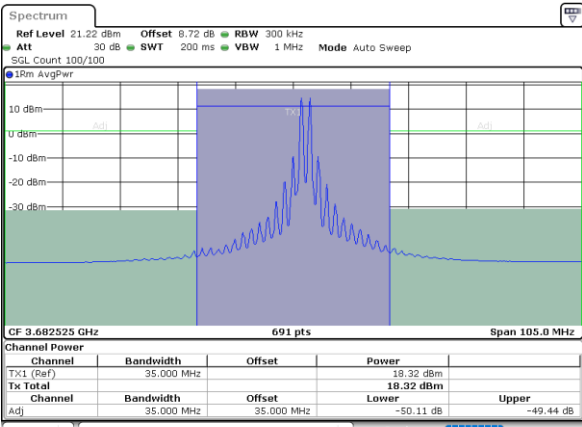 Spectrum
Ref Level 21.22 dBm Offset 8.72 dB RBW 300 kHz
Att 30 dB SWT 200 ms VBW 1 MHz Mode Auto Sweep
SGL Count 100/100
1Rm AvgPwr
10 dBm
Adj TX1 Adj
0 dBm
-10 dBm
-20 dBm
-30 dBm
CF 3.682525 GHz 691 pts Span 105.0 MHz
Channel Power
Channel Bandwidth Offset Power
TX1 (Ref) 35.000 MHz 18.32 dBm
Tx Total 18.32 dBm
Channel Bandwidth Offset Lower Upper
Adj 35.000 MHz 35.000 MHz -50.11 dB -49.44 dB